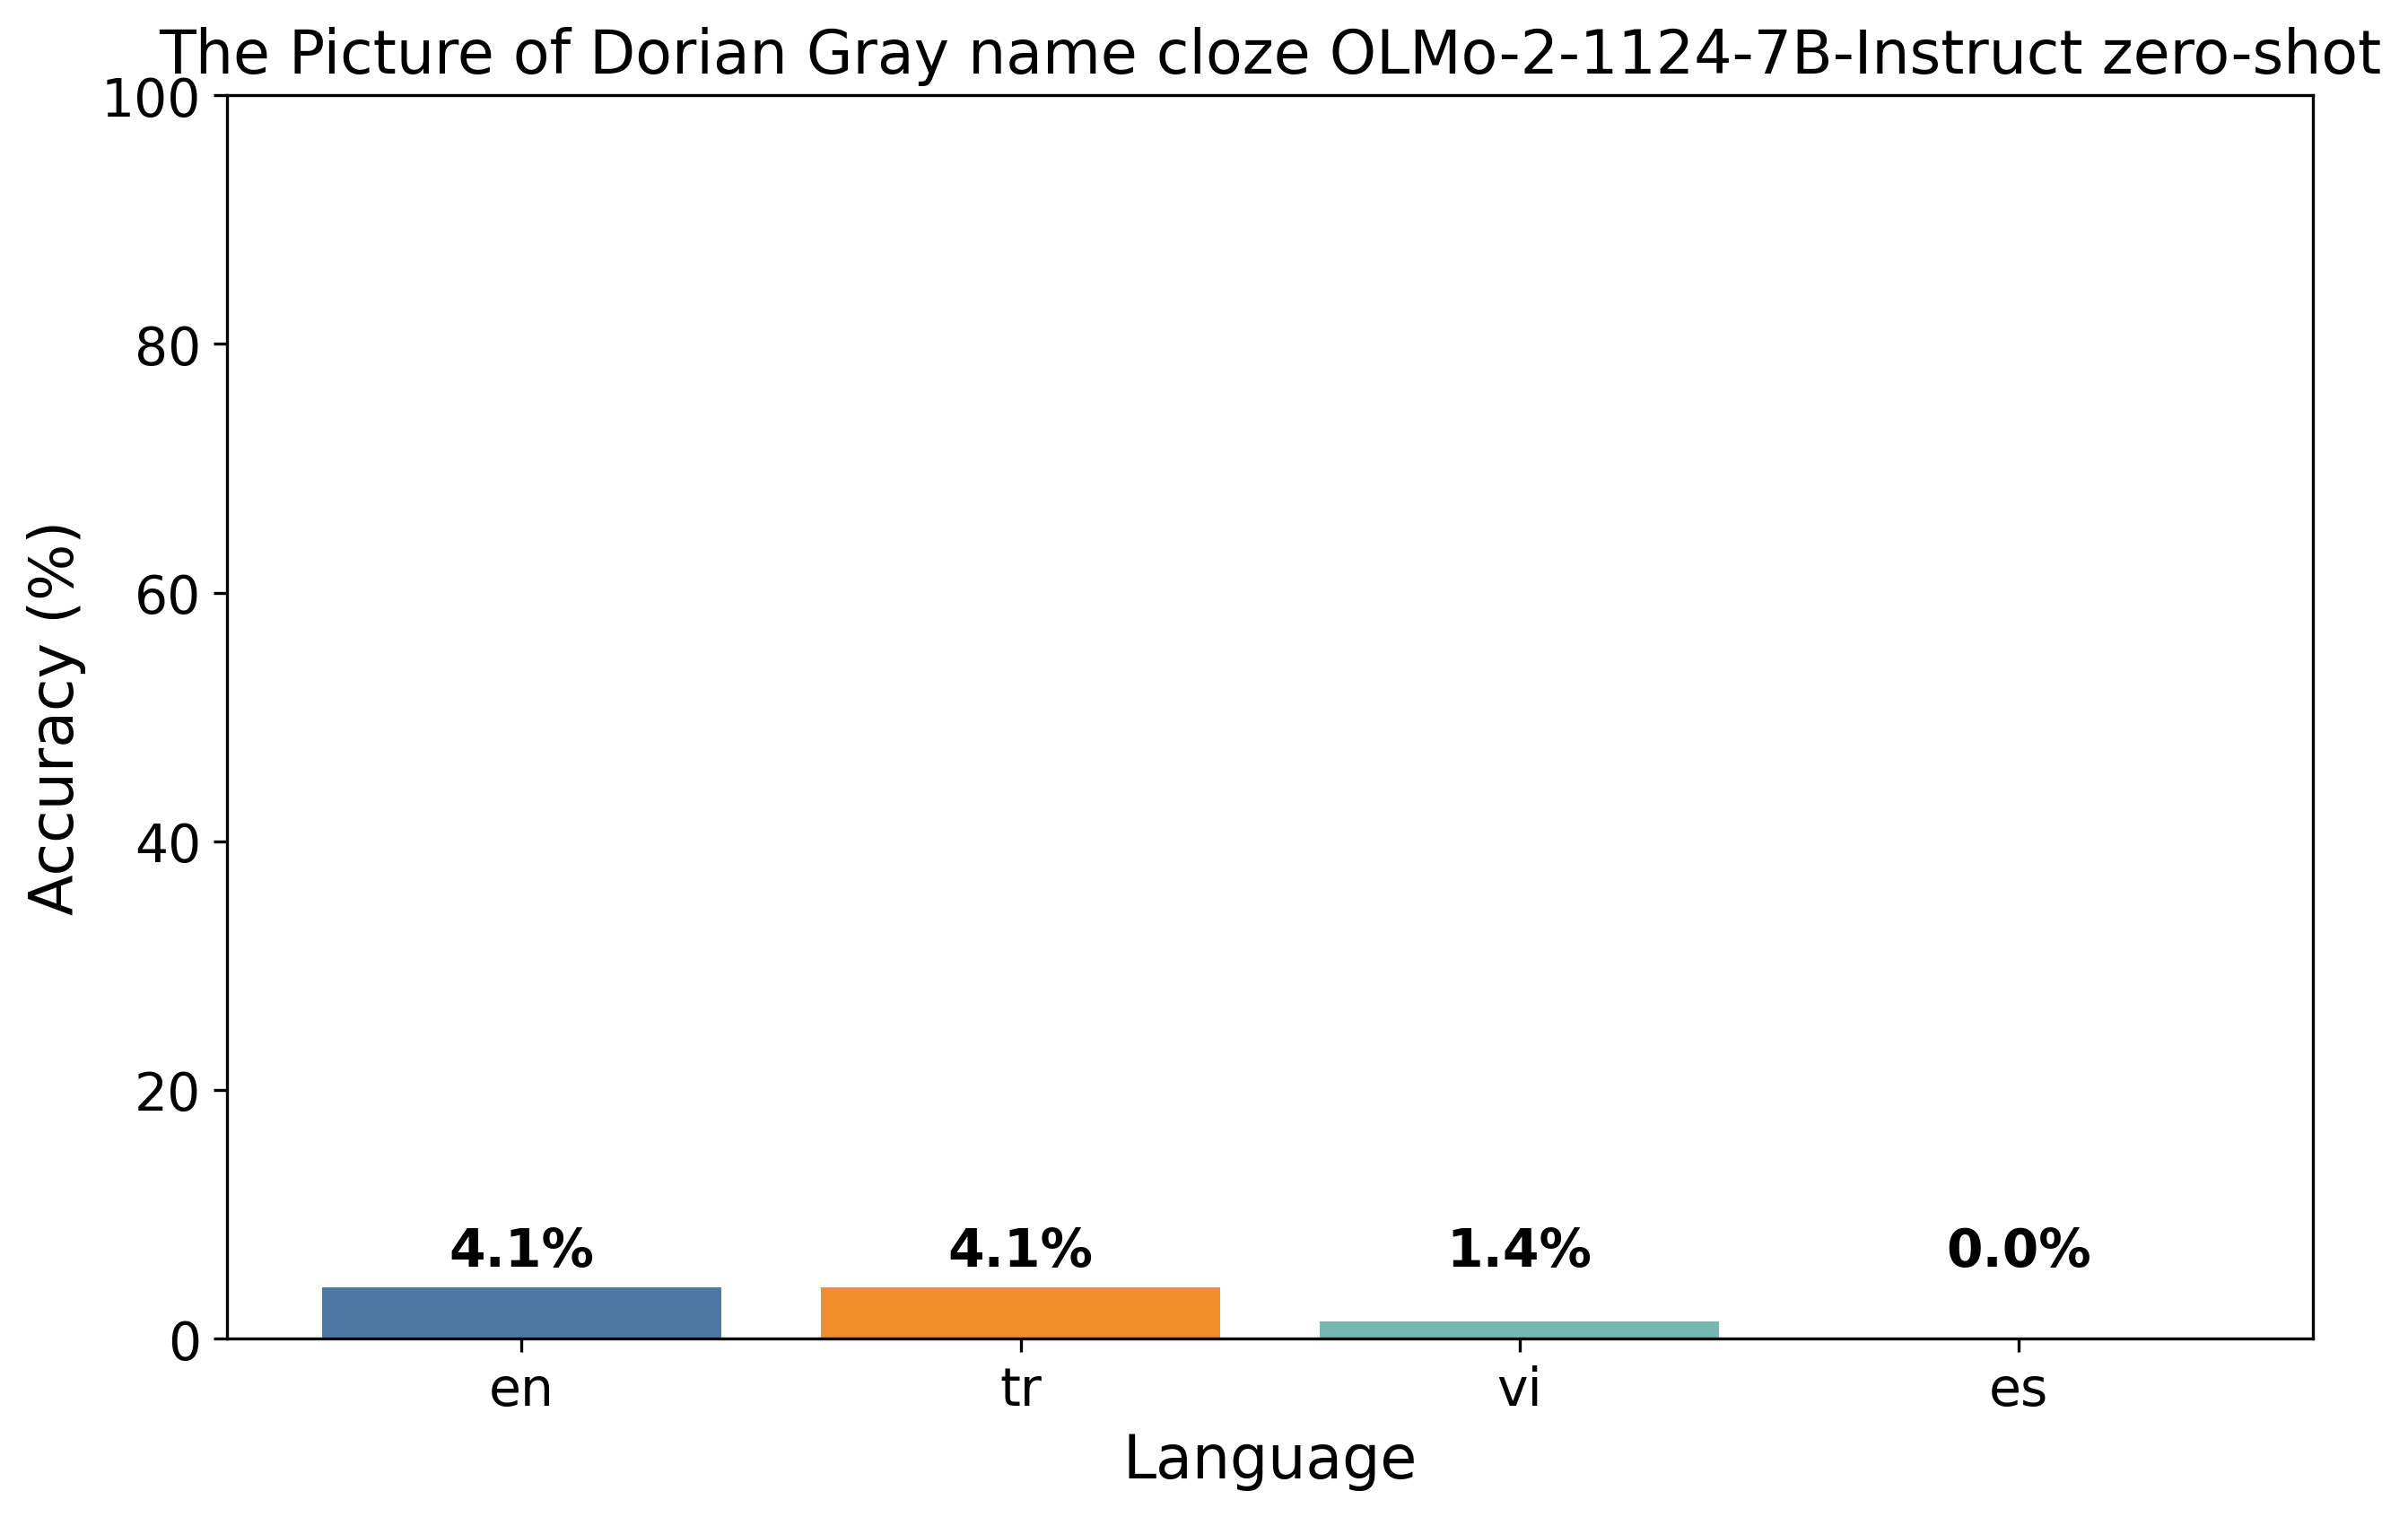 The Picture of Dorian Gray name cloze OLMo-2-1124-7B-Instruct zero-shot
100
80
60
40
20
0
Accuracy (%)
4.1%
4.1%
1.4%
0.0%
en
tr
vi
es
Language